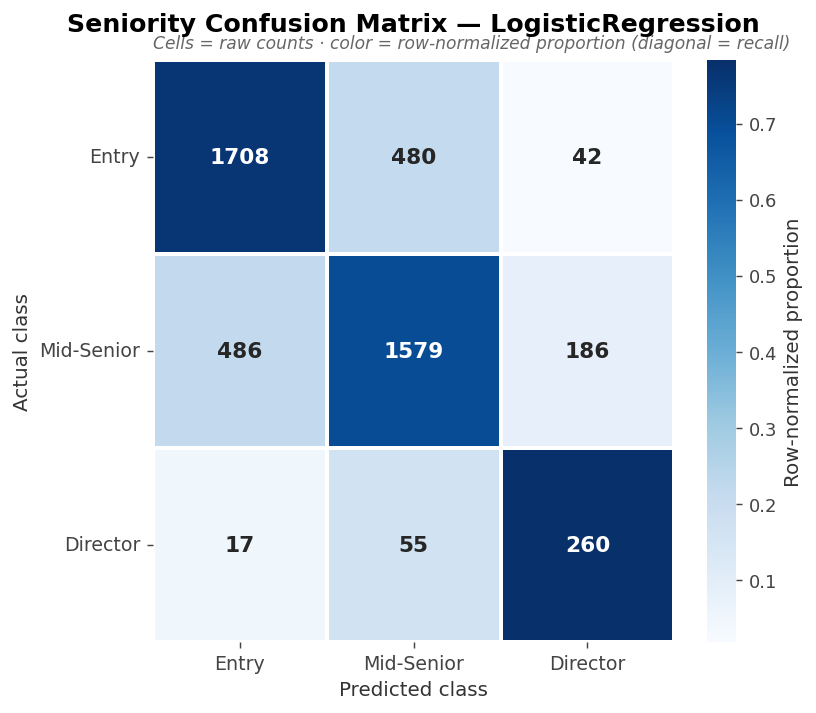 Seniority Confusion Matrix — LogisticRegression
Cells = raw counts · color = row-normalized proportion (diagonal = recall)
Entry
1708
480
42
Mid-Senior
486
1579
186
Director
17
55
260
Entry
Mid-Senior
Director
Predicted class
Actual class
0.7
0.6
0.5
0.4
0.3
0.2
0.1
Row-normalized proportion